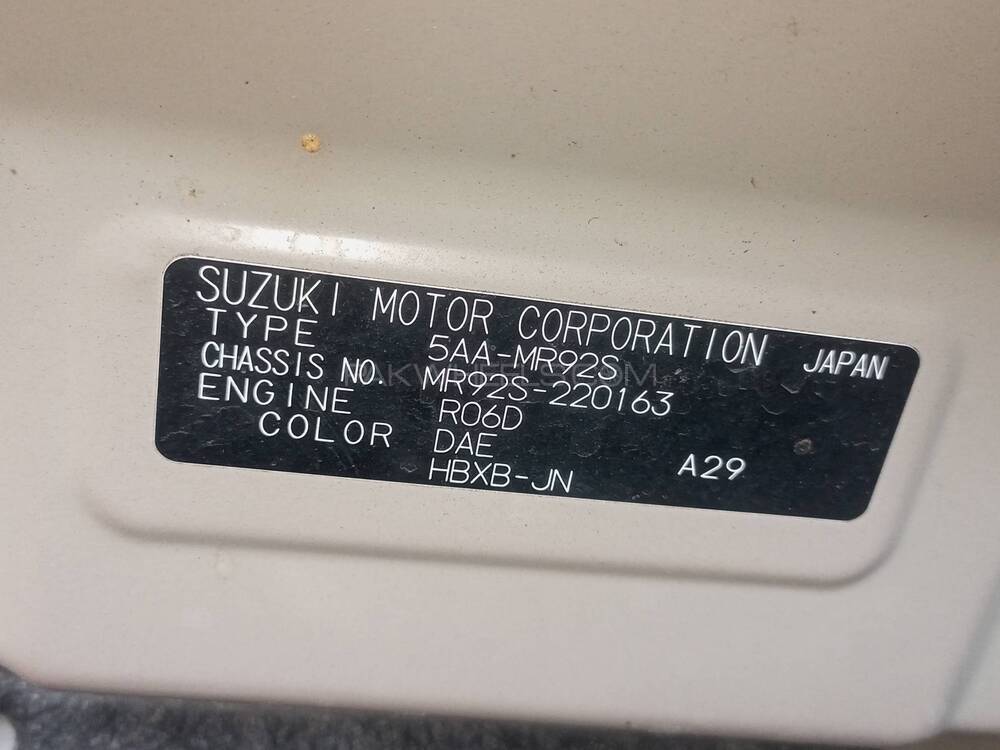 SUZUKI MOTOR CORPORATION JAPAN
TYPE 5AA-MR92S
CHASSIS NO. MR92S-220163
ENGINE R06D
COLOR DAE
HBXB-JN A29
PAKWHEELS.COM